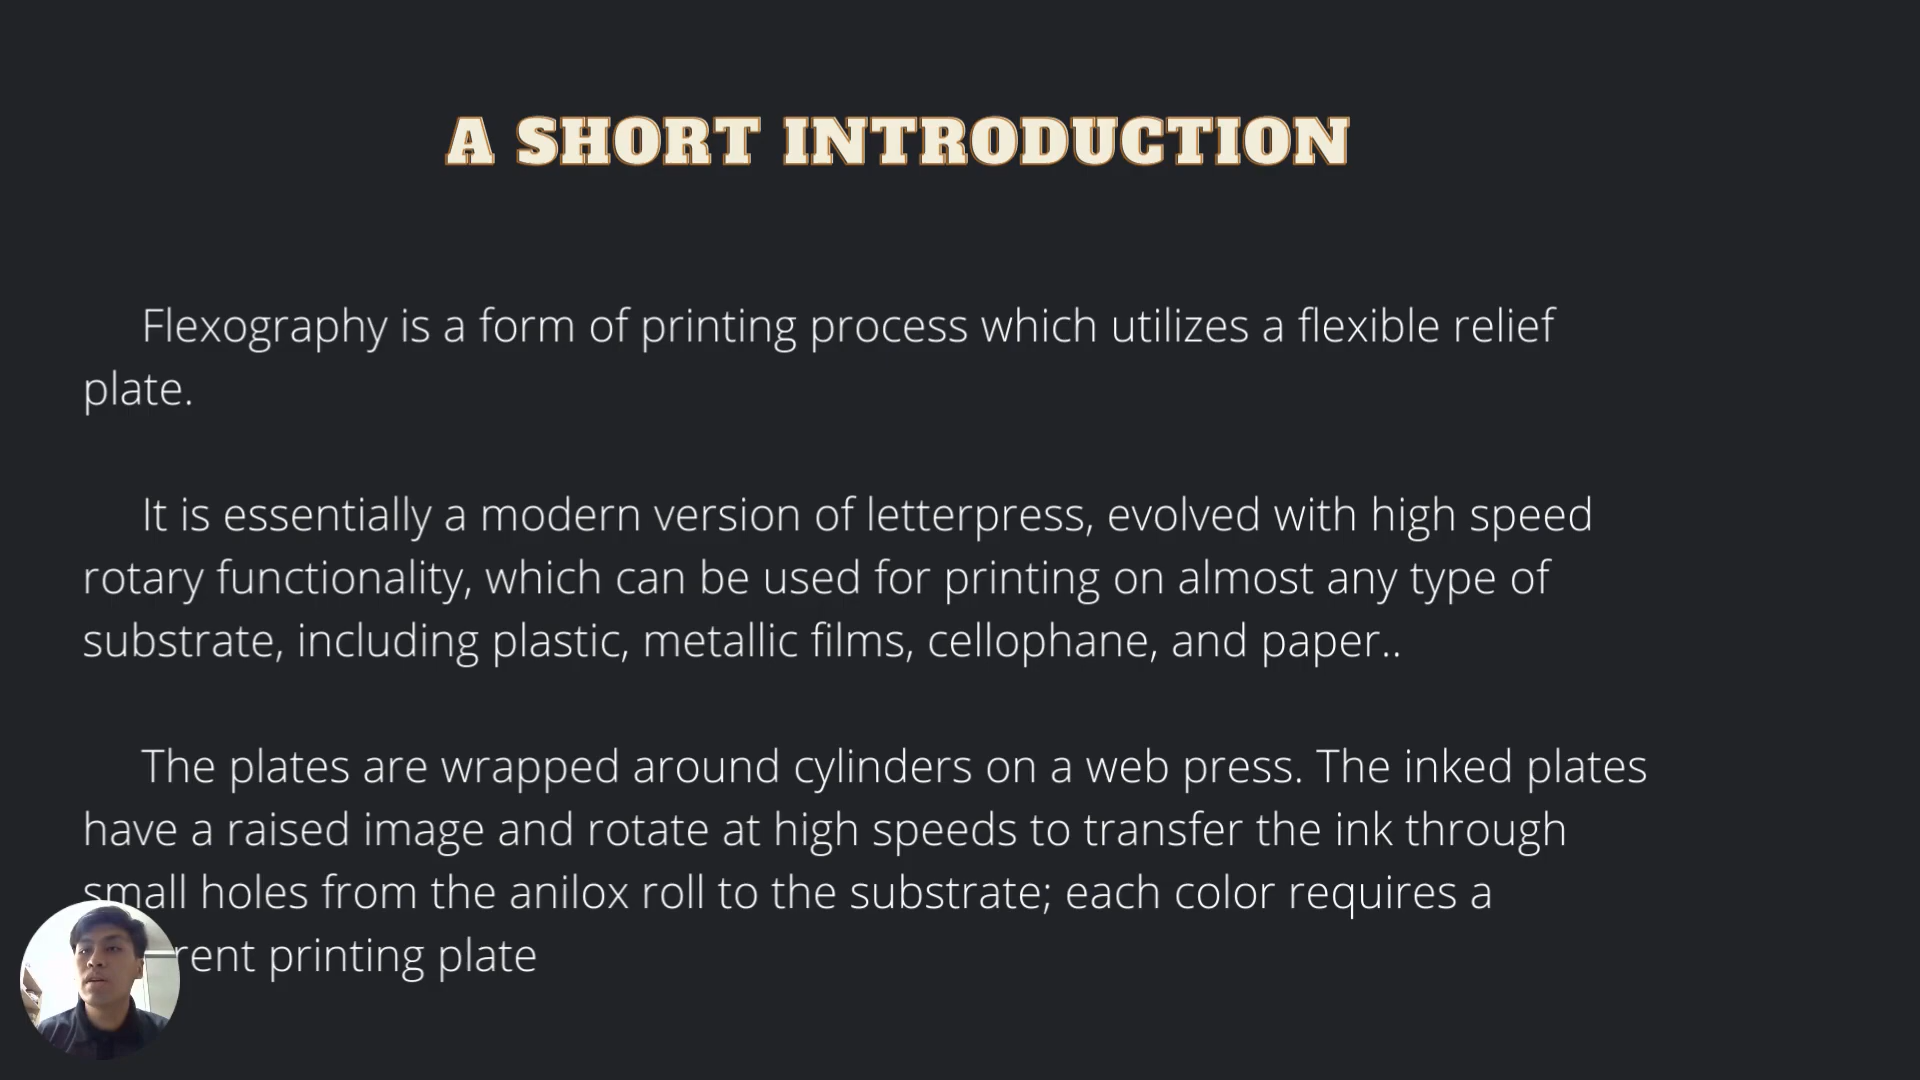 A SHORT INTRODUCTION
Flexography is a form of printing process which utilizes a flexible relief
plate.
It is essentially a modern version of letterpress, evolved with high speed
rotary functionality, which can be used for printing on almost any type of
substrate, including plastic, metallic films, cellophane, and paper..
The plates are wrapped around cylinders on a web press. The inked plates
have a raised image and rotate at high speeds to transfer the ink through
small holes from the anilox roll to the substrate; each color requires a
printing plate